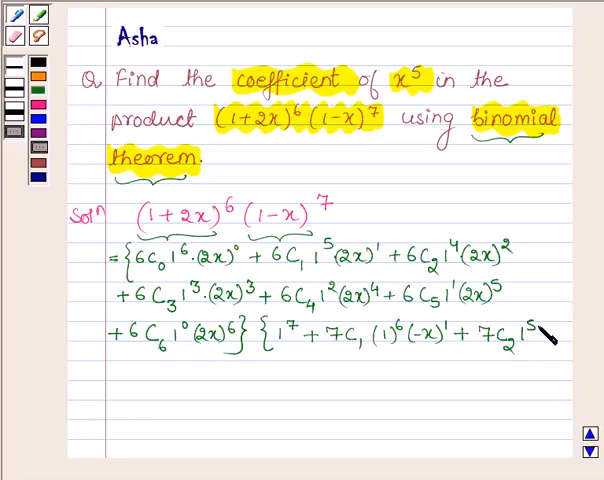 Asha
Q Find the coefficient of x⁵ in the
product (1+2x)⁶ (1-x)⁷ using binomial
theorem.
Solⁿ (1+2x)⁶ (1-x)⁷
= {6C₀ 1⁶·(2x)⁰ + 6C₁ 1⁵ (2x)¹ + 6C₂ 1⁴ (2x)²
+ 6C₃ 1³·(2x)³ + 6C₄ 1² (2x)⁴ + 6C₅ 1¹ (2x)⁵
+ 6C₆ 1⁰ (2x)⁶} {1⁷ + 7C₁ (1)⁶ (-x)¹ + 7C₂ 1⁵